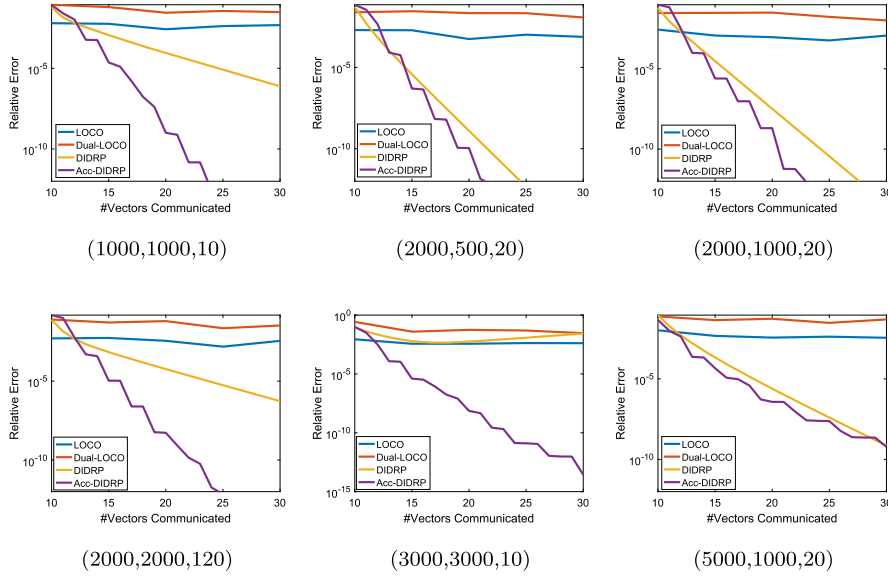 Relative Error
10^-5
10^-10
LOCO
Dual-LOCO
DIDRP
Acc-DIDRP
10 15 20 25 30
#Vectors Communicated
(1000,1000,10)
Relative Error
10^-5
10^-10
LOCO
Dual-LOCO
DIDRP
Acc-DIDRP
10 15 20 25 30
#Vectors Communicated
(2000,500,20)
Relative Error
10^-5
10^-10
LOCO
Dual-LOCO
DIDRP
Acc-DIDRP
10 15 20 25 30
#Vectors Communicated
(2000,1000,20)
Relative Error
10^-5
10^-10
LOCO
Dual-LOCO
DIDRP
Acc-DIDRP
10 15 20 25 30
#Vectors Communicated
(2000,2000,120)
Relative Error
10^0
10^-5
10^-10
10^-15
LOCO
Dual-LOCO
DIDRP
Acc-DIDRP
10 15 20 25 30
#Vectors Communicated
(3000,3000,10)
Relative Error
10^-5
10^-10
LOCO
Dual-LOCO
DIDRP
Acc-DIDRP
10 15 20 25 30
#Vectors Communicated
(5000,1000,20)